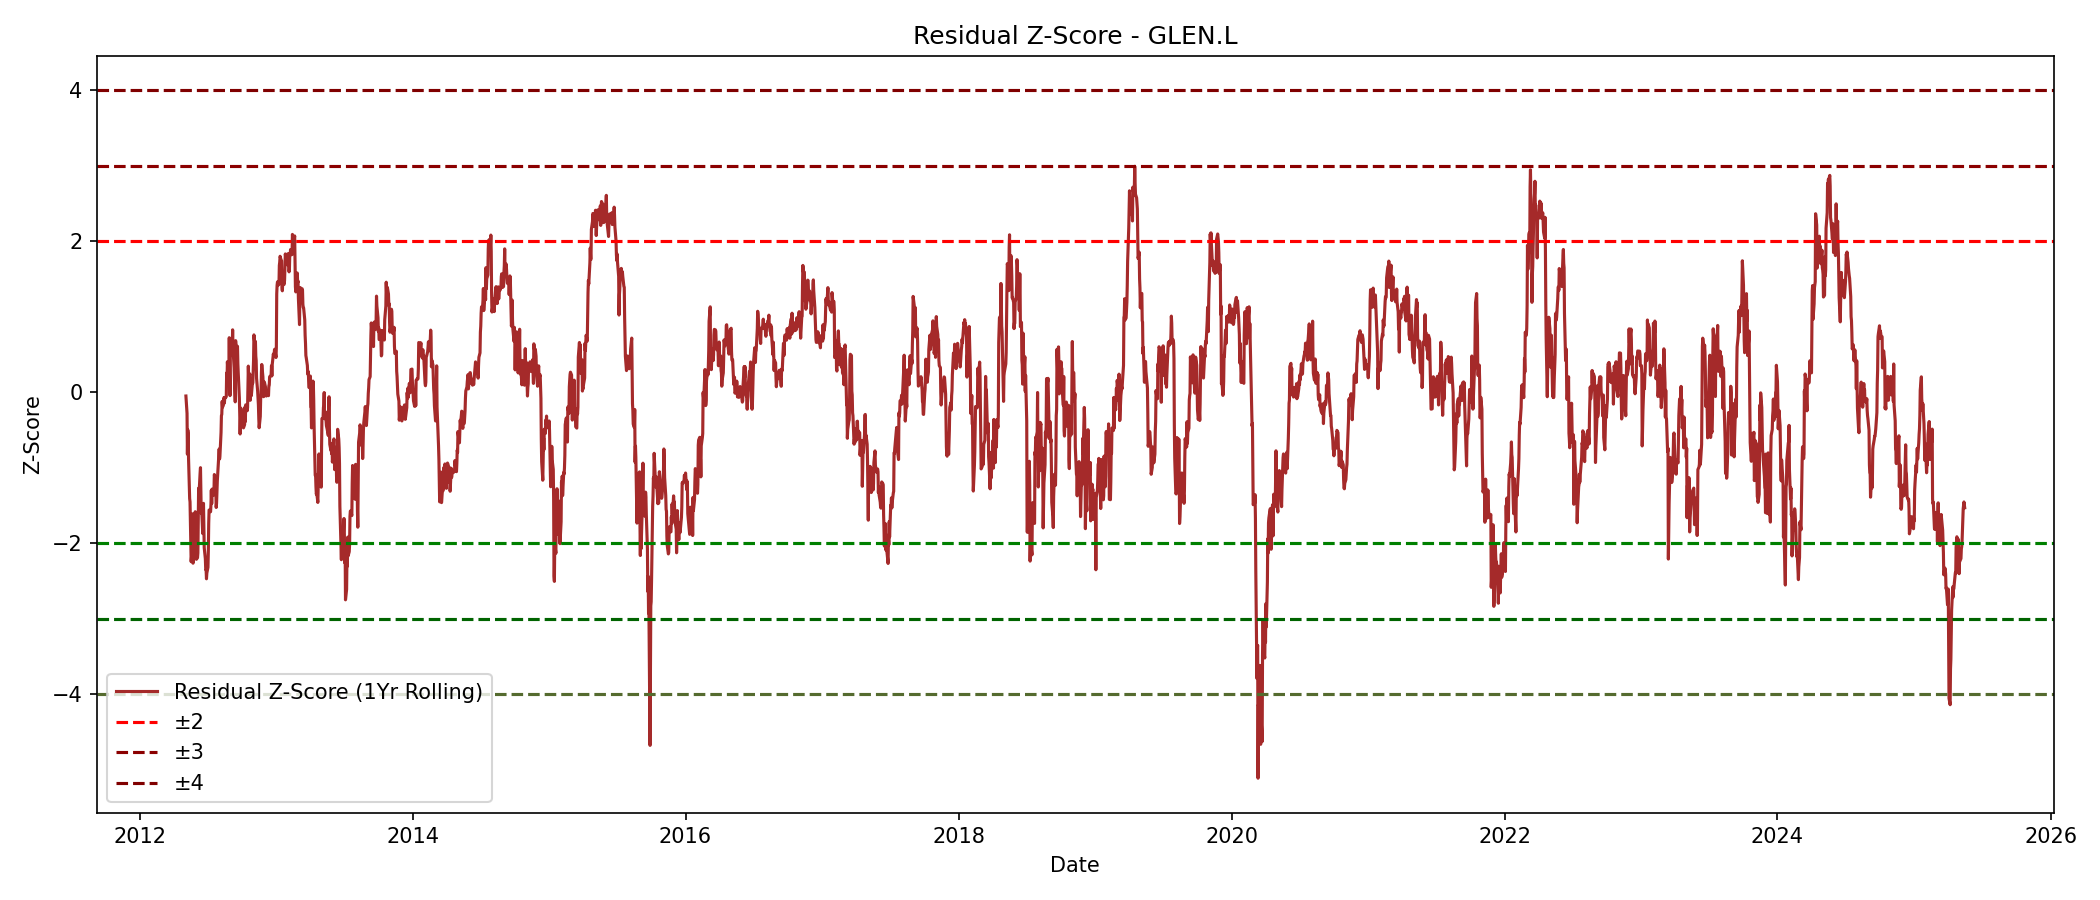 Residual Z-Score - GLEN.L
Z-Score
4
2
0
−2
−4
Residual Z-Score (1Yr Rolling)
±2
±3
±4
2012 2014 2016 2018 2020 2022 2024 2026
Date